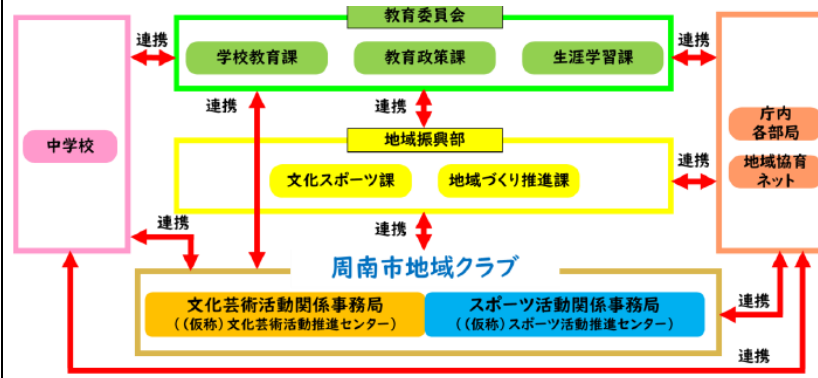 教育委員会
連携
連携
学校教育課
教育政策課
生涯学習課
連携
連携
中学校
地域振興部
庁内
各部局
地域協育
ネット
文化スポーツ課
地域づくり推進課
連携
連携
連携
周南市地域クラブ
文化芸術活動関係事務局
((仮称)文化芸術活動推進センター)
スポーツ活動関係事務局
((仮称)スポーツ活動推進センター)
連携
連携